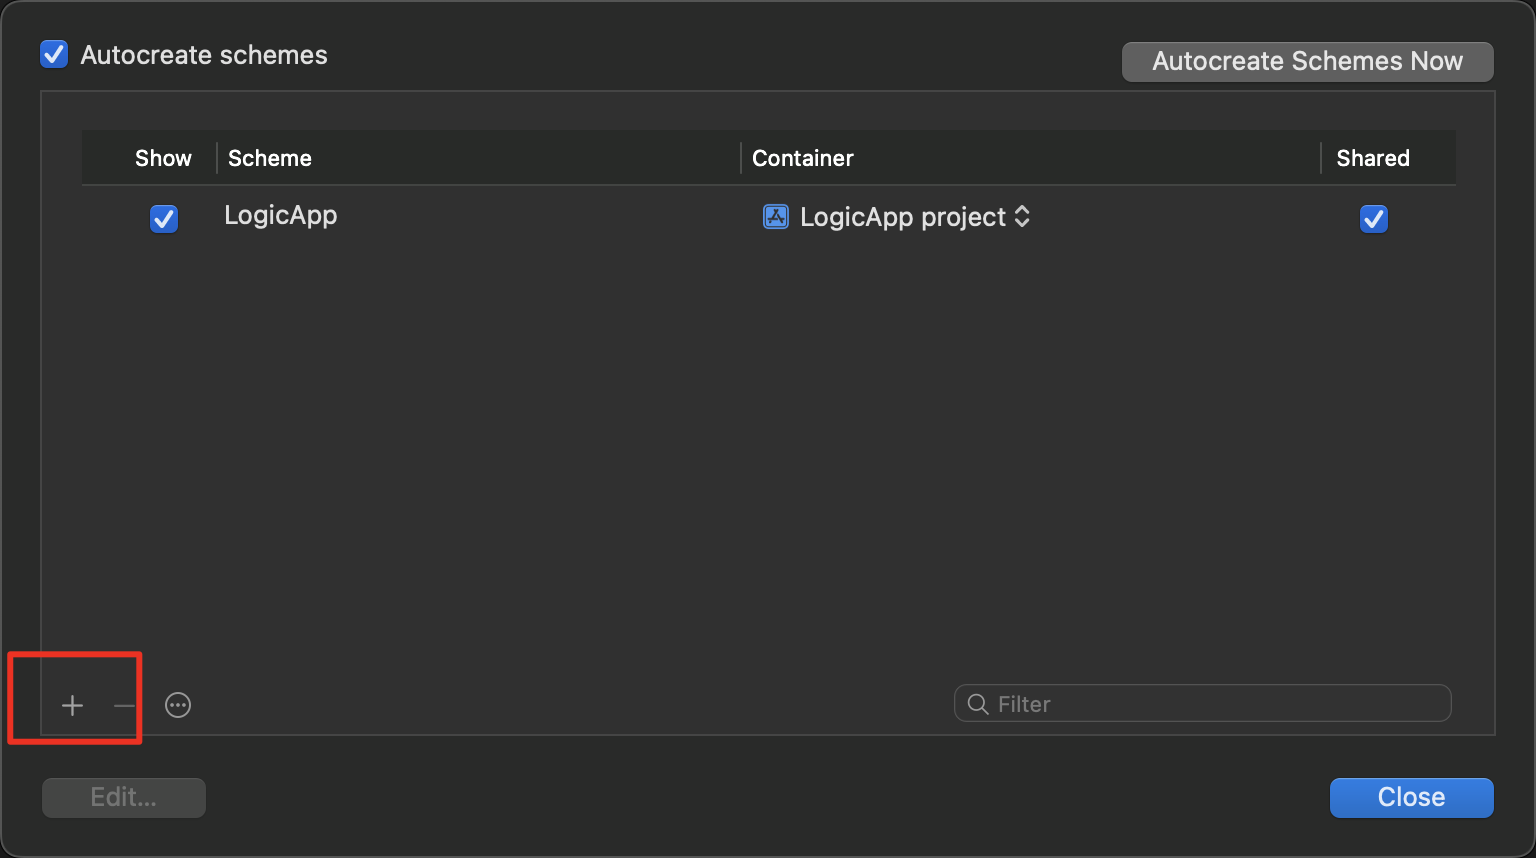 Autocreate schemes
Autocreate Schemes Now
Show Scheme Container Shared
LogicApp LogicApp project
Filter
Edit...
Close